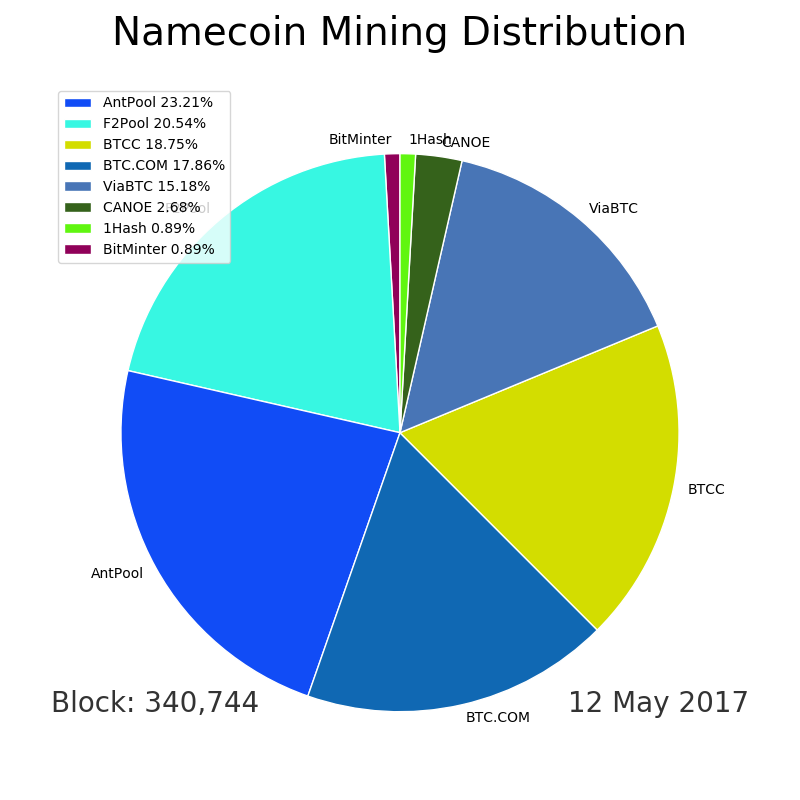 Namecoin Mining Distribution
AntPool 23.21%
F2Pool 20.54%
BTCC 18.75%
BTC.COM 17.86%
ViaBTC 15.18%
CANOE 2.68%
1Hash 0.89%
BitMinter 0.89%
BitMinter
1Hash
CANOE
F2Pool
ViaBTC
BTCC
AntPool
BTC.COM
Block: 340,744
12 May 2017